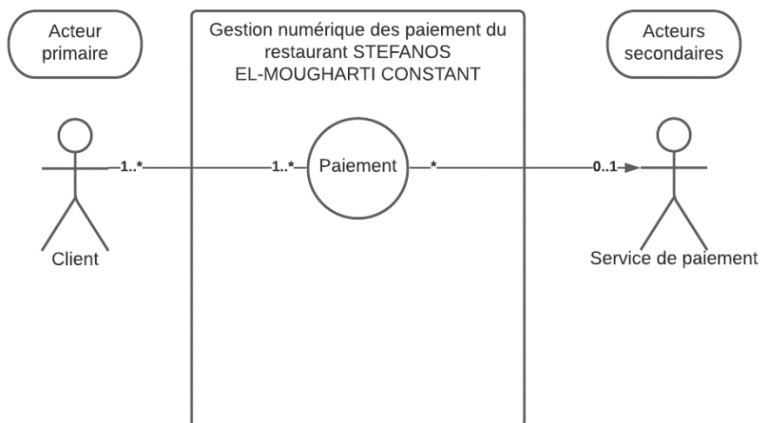 Acteur
primaire
Gestion numérique des paiement du
restaurant STEFANOS
EL-MOUGHARTI CONSTANT
Acteurs
secondaires
1..*
1..*
Paiement
*
0..1
Client
Service de paiement